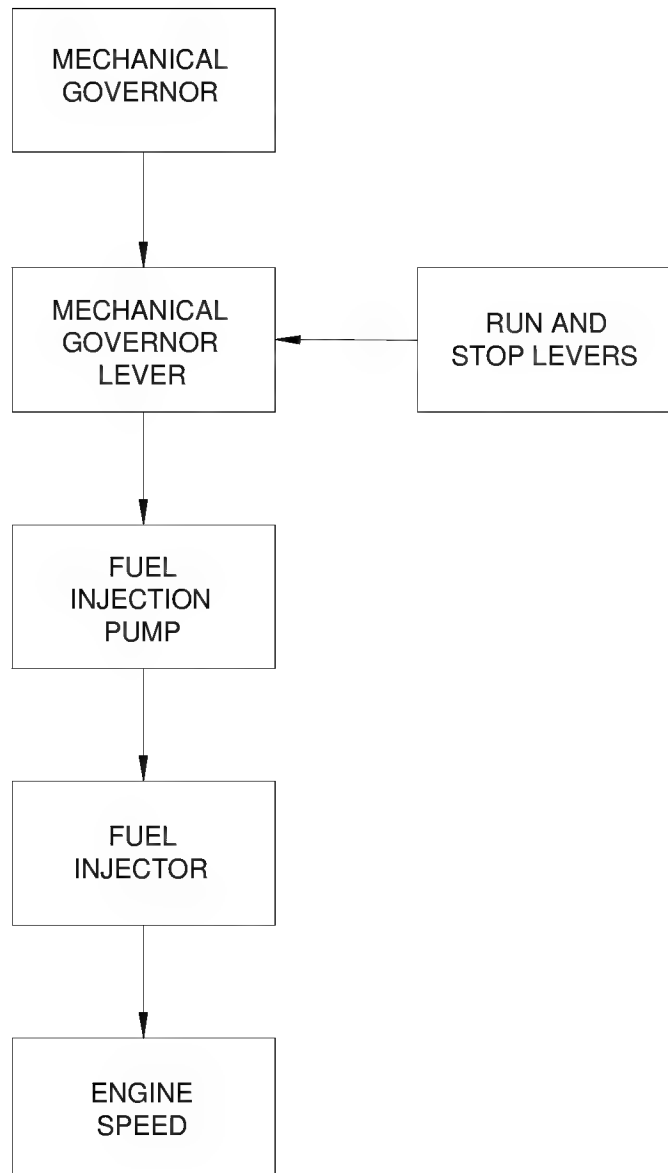 MECHANICAL
GOVERNOR
MECHANICAL
GOVERNOR
LEVER
RUN AND
STOP LEVERS
FUEL
INJECTION
PUMP
FUEL
INJECTOR
ENGINE
SPEED